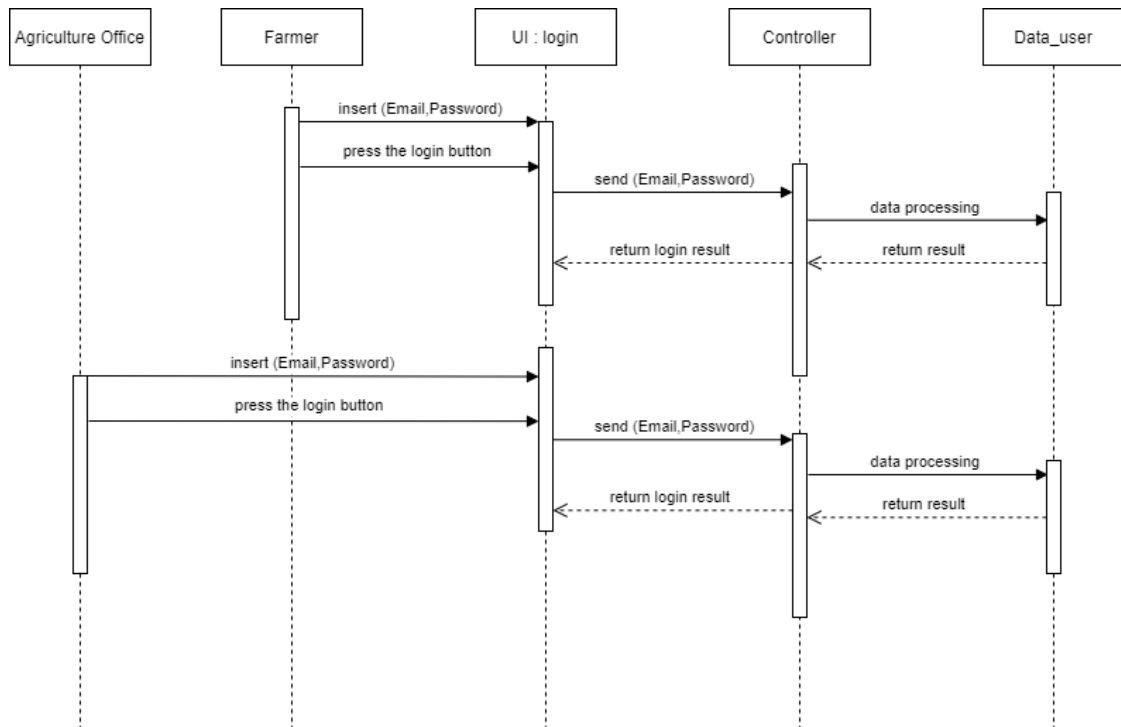 Agriculture Office
Farmer
UI : login
Controller
Data_user
insert (Email,Password)
press the login button
send (Email,Password)
data processing
return login result
return result
insert (Email,Password)
press the login button
send (Email,Password)
data processing
return login result
return result